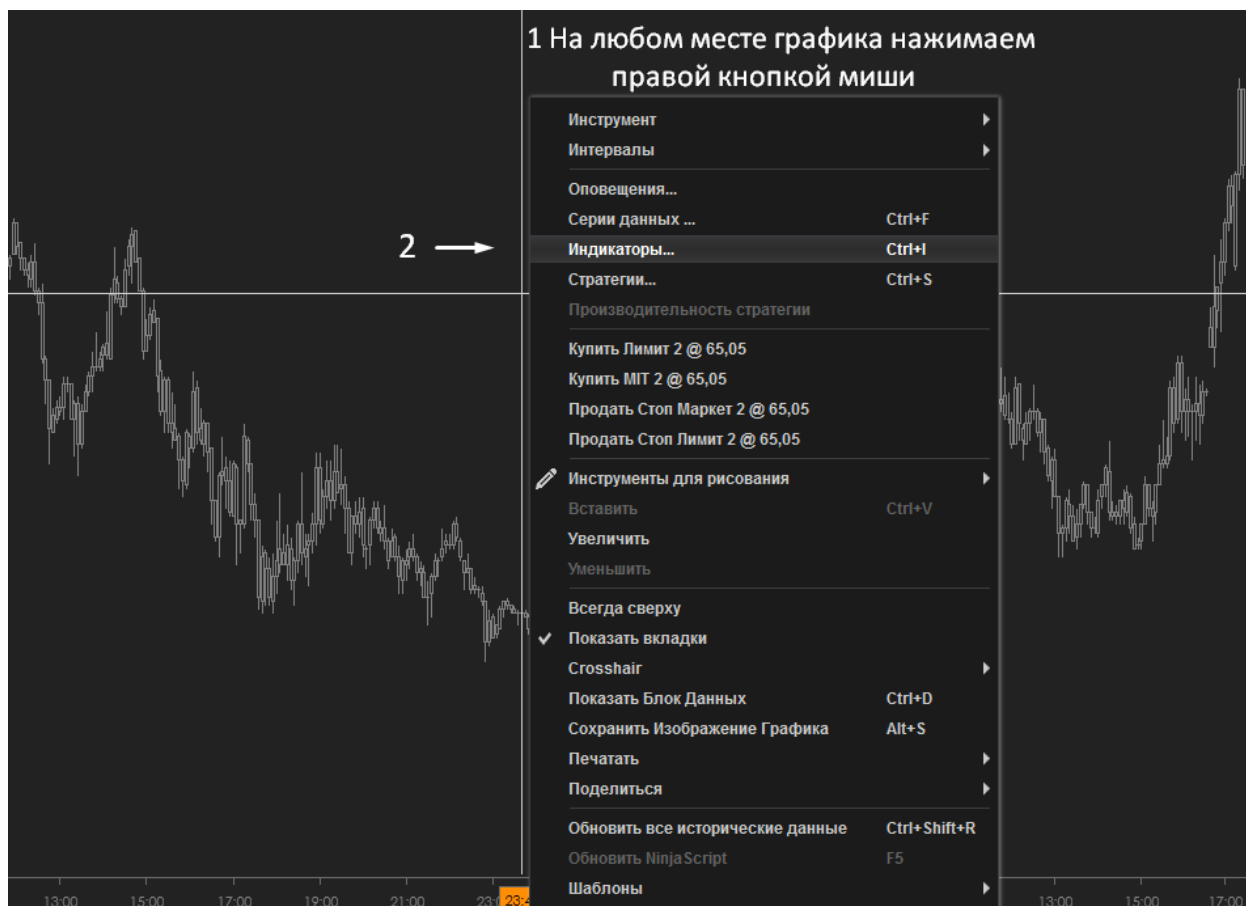 1 На любом месте графика нажимаем
правой кнопкой миши
Инструмент
Интервалы
Оповещения...
Серии данных ... Ctrl+F
2
Индикаторы... Ctrl+I
Стратегии... Ctrl+S
Производительность стратегии
Купить Лимит 2 @ 65,05
Купить MIT 2 @ 65,05
Продать Стоп Маркет 2 @ 65,05
Продать Стоп Лимит 2 @ 65,05
Инструменты для рисования
Вставить Ctrl+V
Увеличить
Уменьшить
Всегда сверху
Показать вкладки
Crosshair
Показать Блок Данных Ctrl+D
Сохранить Изображение Графика Alt+S
Печатать
Поделиться
Обновить все исторические данные Ctrl+Shift+R
Обновить NinjaScript F5
Шаблоны
13:00 15:00 17:00 19:00 21:00 13:00 15:00 17:00